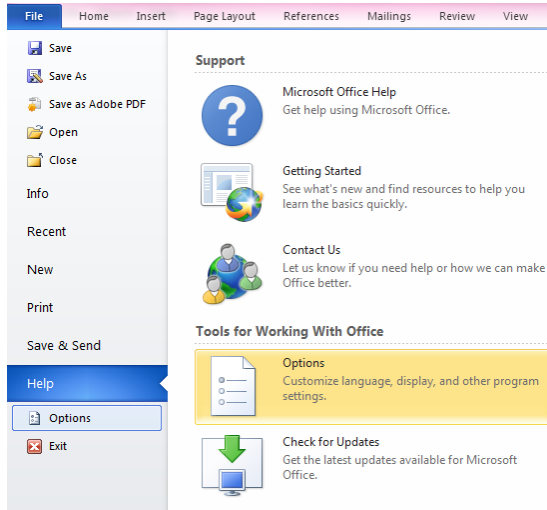 File Home Insert Page Layout References Mailings Review View
Save
Save As
Save as Adobe PDF
Open
Close
Info
Recent
New
Print
Save & Send
Help
Options
Exit
Support
Microsoft Office Help
Get help using Microsoft Office.
Getting Started
See what's new and find resources to help you
learn the basics quickly.
Contact Us
Let us know if you need help or how we can make
Office better.
Tools for Working With Office
Options
Customize language, display, and other program
settings.
Check for Updates
Get the latest updates available for Microsoft
Office.